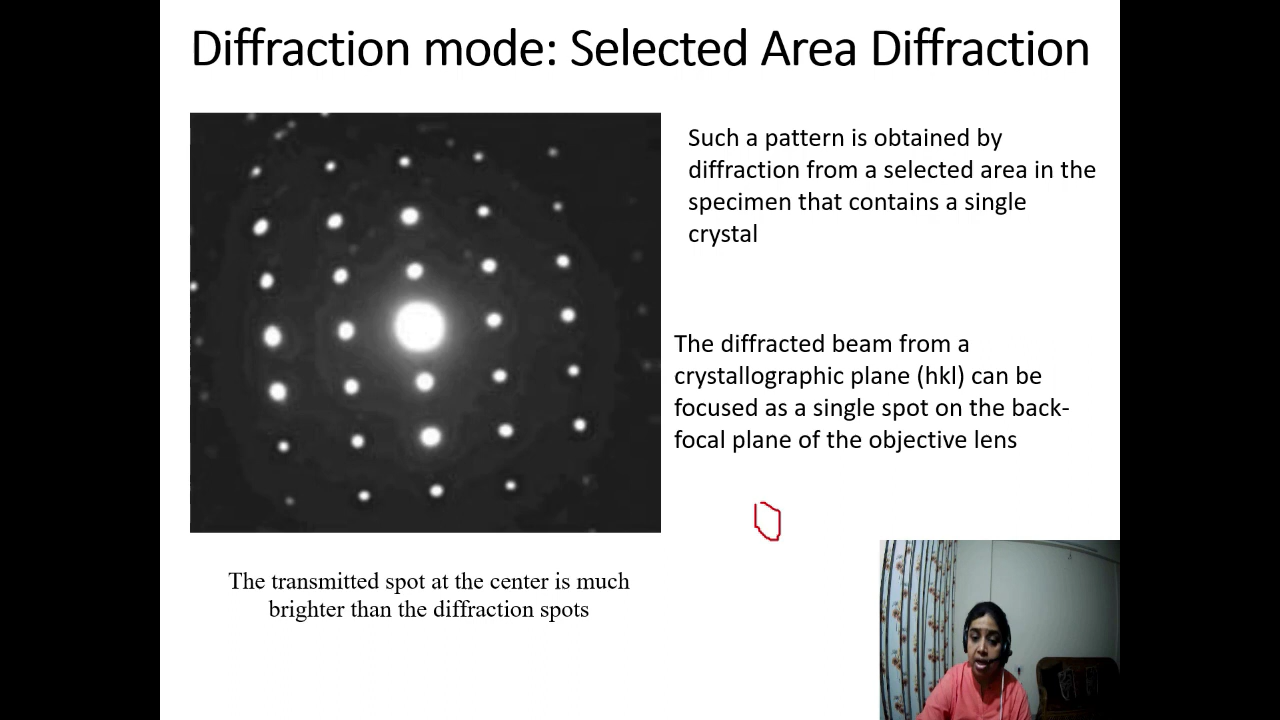 Diffraction mode: Selected Area Diffraction
Such a pattern is obtained by
diffraction from a selected area in the
specimen that contains a single
crystal
The diffracted beam from a
crystallographic plane (hkl) can be
focused as a single spot on the back-
focal plane of the objective lens
The transmitted spot at the center is much
brighter than the diffraction spots